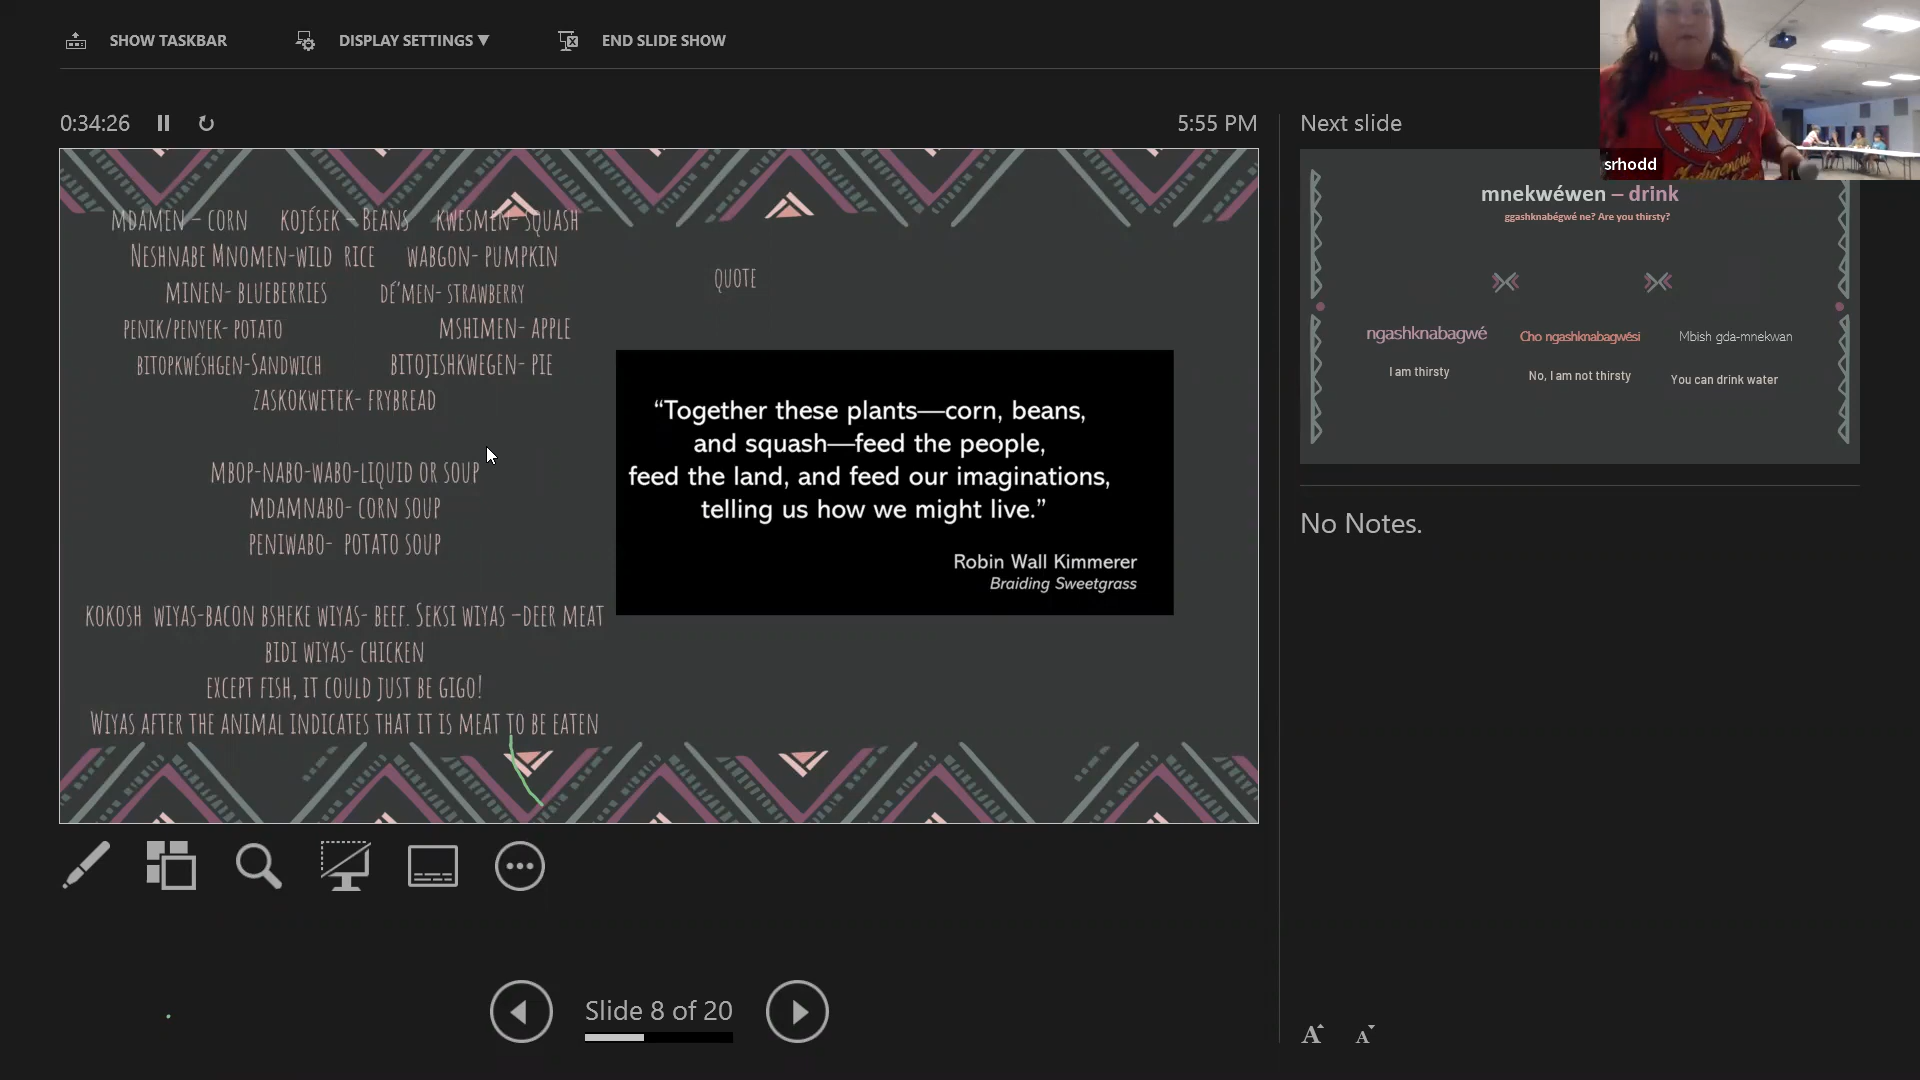 SHOW TASKBAR
DISPLAY SETTINGS ▼
END SLIDE SHOW
0:34:26
5:55 PM
MDAMEN – CORN KOJÉSEK – BEANS KWESMEN- SQUASH
NESHNABE MNOMEN-WILD RICE WABGON- PUMPKIN
MINEN- BLUEBERRIES DÉ'MEN- STRAWBERRY
PENIK/PENYEK- POTATO MSHIMEN- APPLE
BITOPKWÉSHGEN-SANDWICH BITOJISHKWEGEN- PIE
ZASKOKWETEK- FRYBREAD
MBOP-NABO-WABO-LIQUID OR SOUP
MDAMNABO- CORN SOUP
PENIWABO- POTATO SOUP
KOKOSH WIYAS-BACON BSHEKE WIYAS- BEEF. SEKSI WIYAS –DEER MEAT
BIDI WIYAS- CHICKEN
EXCEPT FISH, IT COULD JUST BE GIGO!
WIYAS AFTER THE ANIMAL INDICATES THAT IT IS MEAT TO BE EATEN
QUOTE
“Together these plants—corn, beans,
and squash—feed the people,
feed the land, and feed our imaginations,
telling us how we might live.”
Robin Wall Kimmerer
Braiding Sweetgrass
Slide 8 of 20
Next slide
mnekwéwen – drink
ggashknabégwé ne? Are you thirsty?
ngashknabagwé
Cho ngashknabagwési
Mbish gda-mnekwan
I am thirsty
No, I am not thirsty
You can drink water
No Notes.
A A
srhodd
W
Indigenous